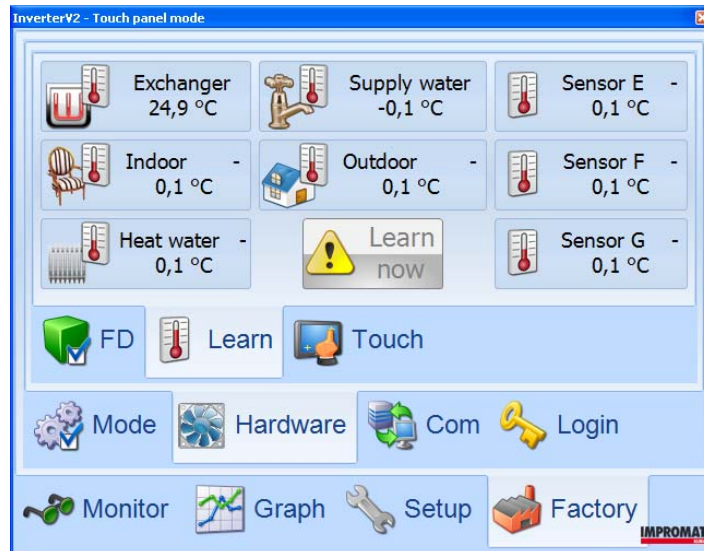 InverterV2 - Touch panel mode
Exchanger
24,9 °C
Supply water
-0,1 °C
Sensor E -
0,1 °C
Indoor -
0,1 °C
Outdoor -
0,1 °C
Sensor F -
0,1 °C
Heat water -
0,1 °C
Learn
now
Sensor G -
0,1 °C
FD
Learn
Touch
Mode
Hardware
Com
Login
Monitor
Graph
Setup
Factory
IMPROMAT